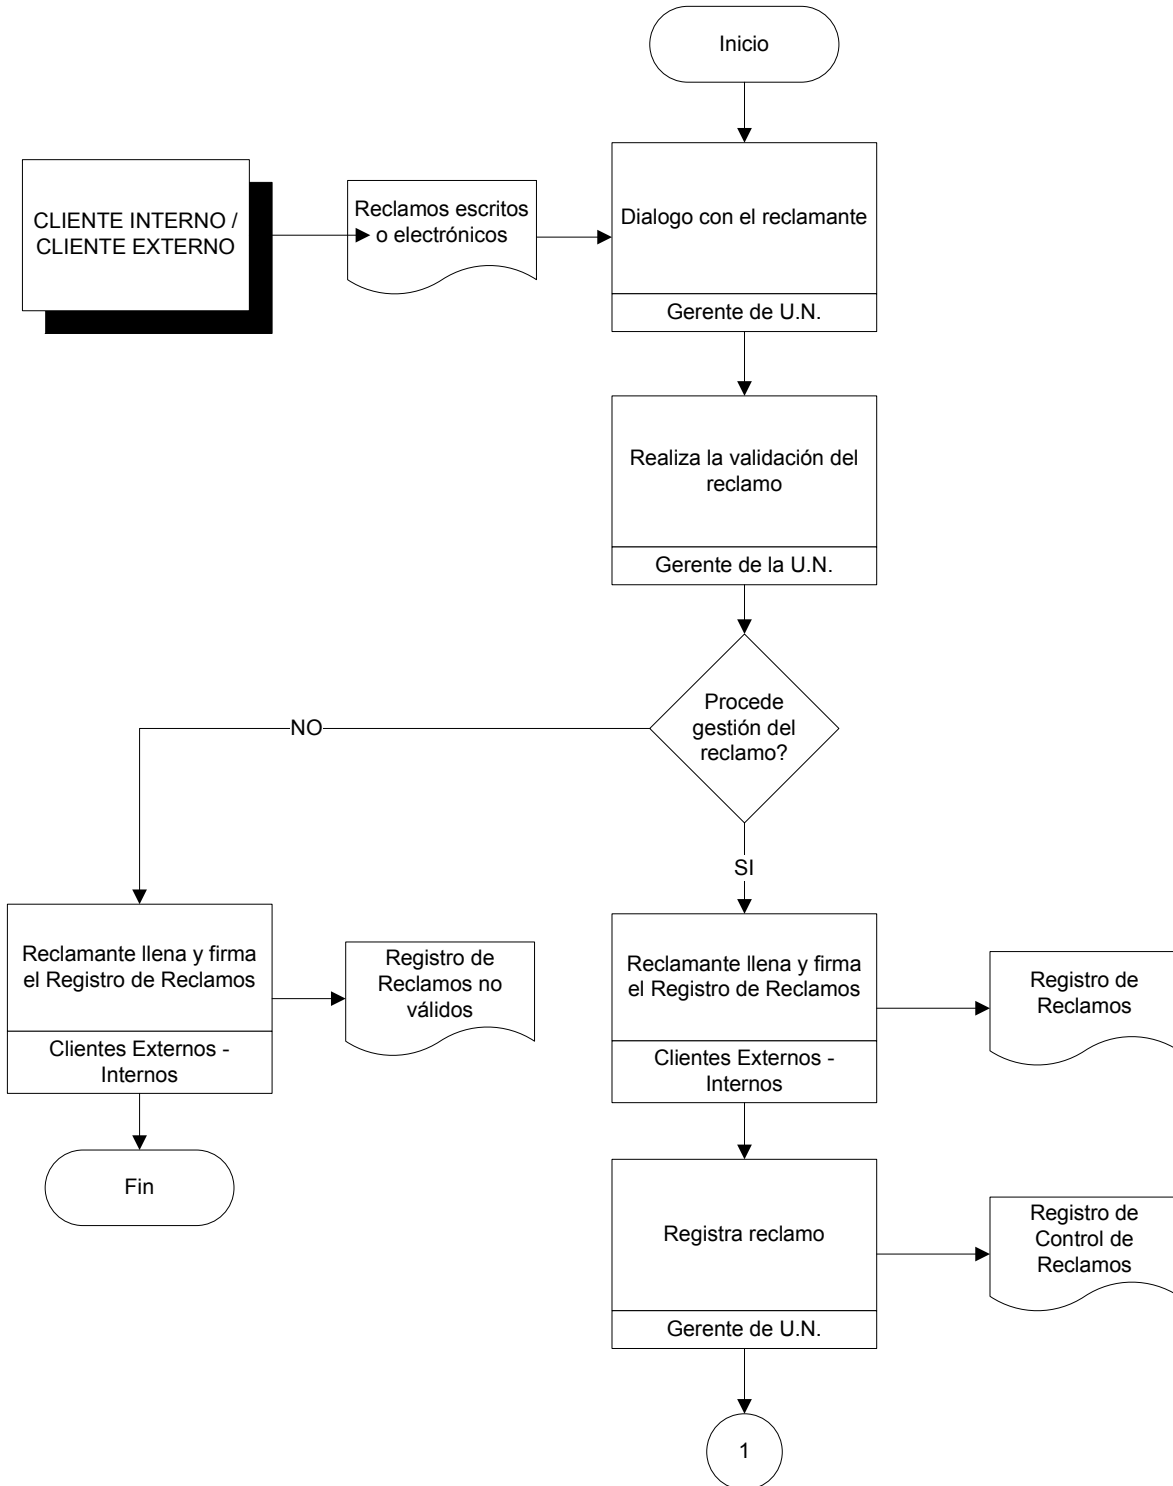 Inicio
CLIENTE INTERNO /
CLIENTE EXTERNO
Reclamos escritos
o electrónicos
Dialogo con el reclamante
Gerente de U.N.
Realiza la validación del
reclamo
Gerente de la U.N.
Procede
gestión del
reclamo?
NO
SI
Reclamante llena y firma
el Registro de Reclamos
Clientes Externos -
Internos
Registro de
Reclamos no
válidos
Fin
Reclamante llena y firma
el Registro de Reclamos
Clientes Externos -
Internos
Registro de
Reclamos
Registra reclamo
Gerente de U.N.
Registro de
Control de
Reclamos
1